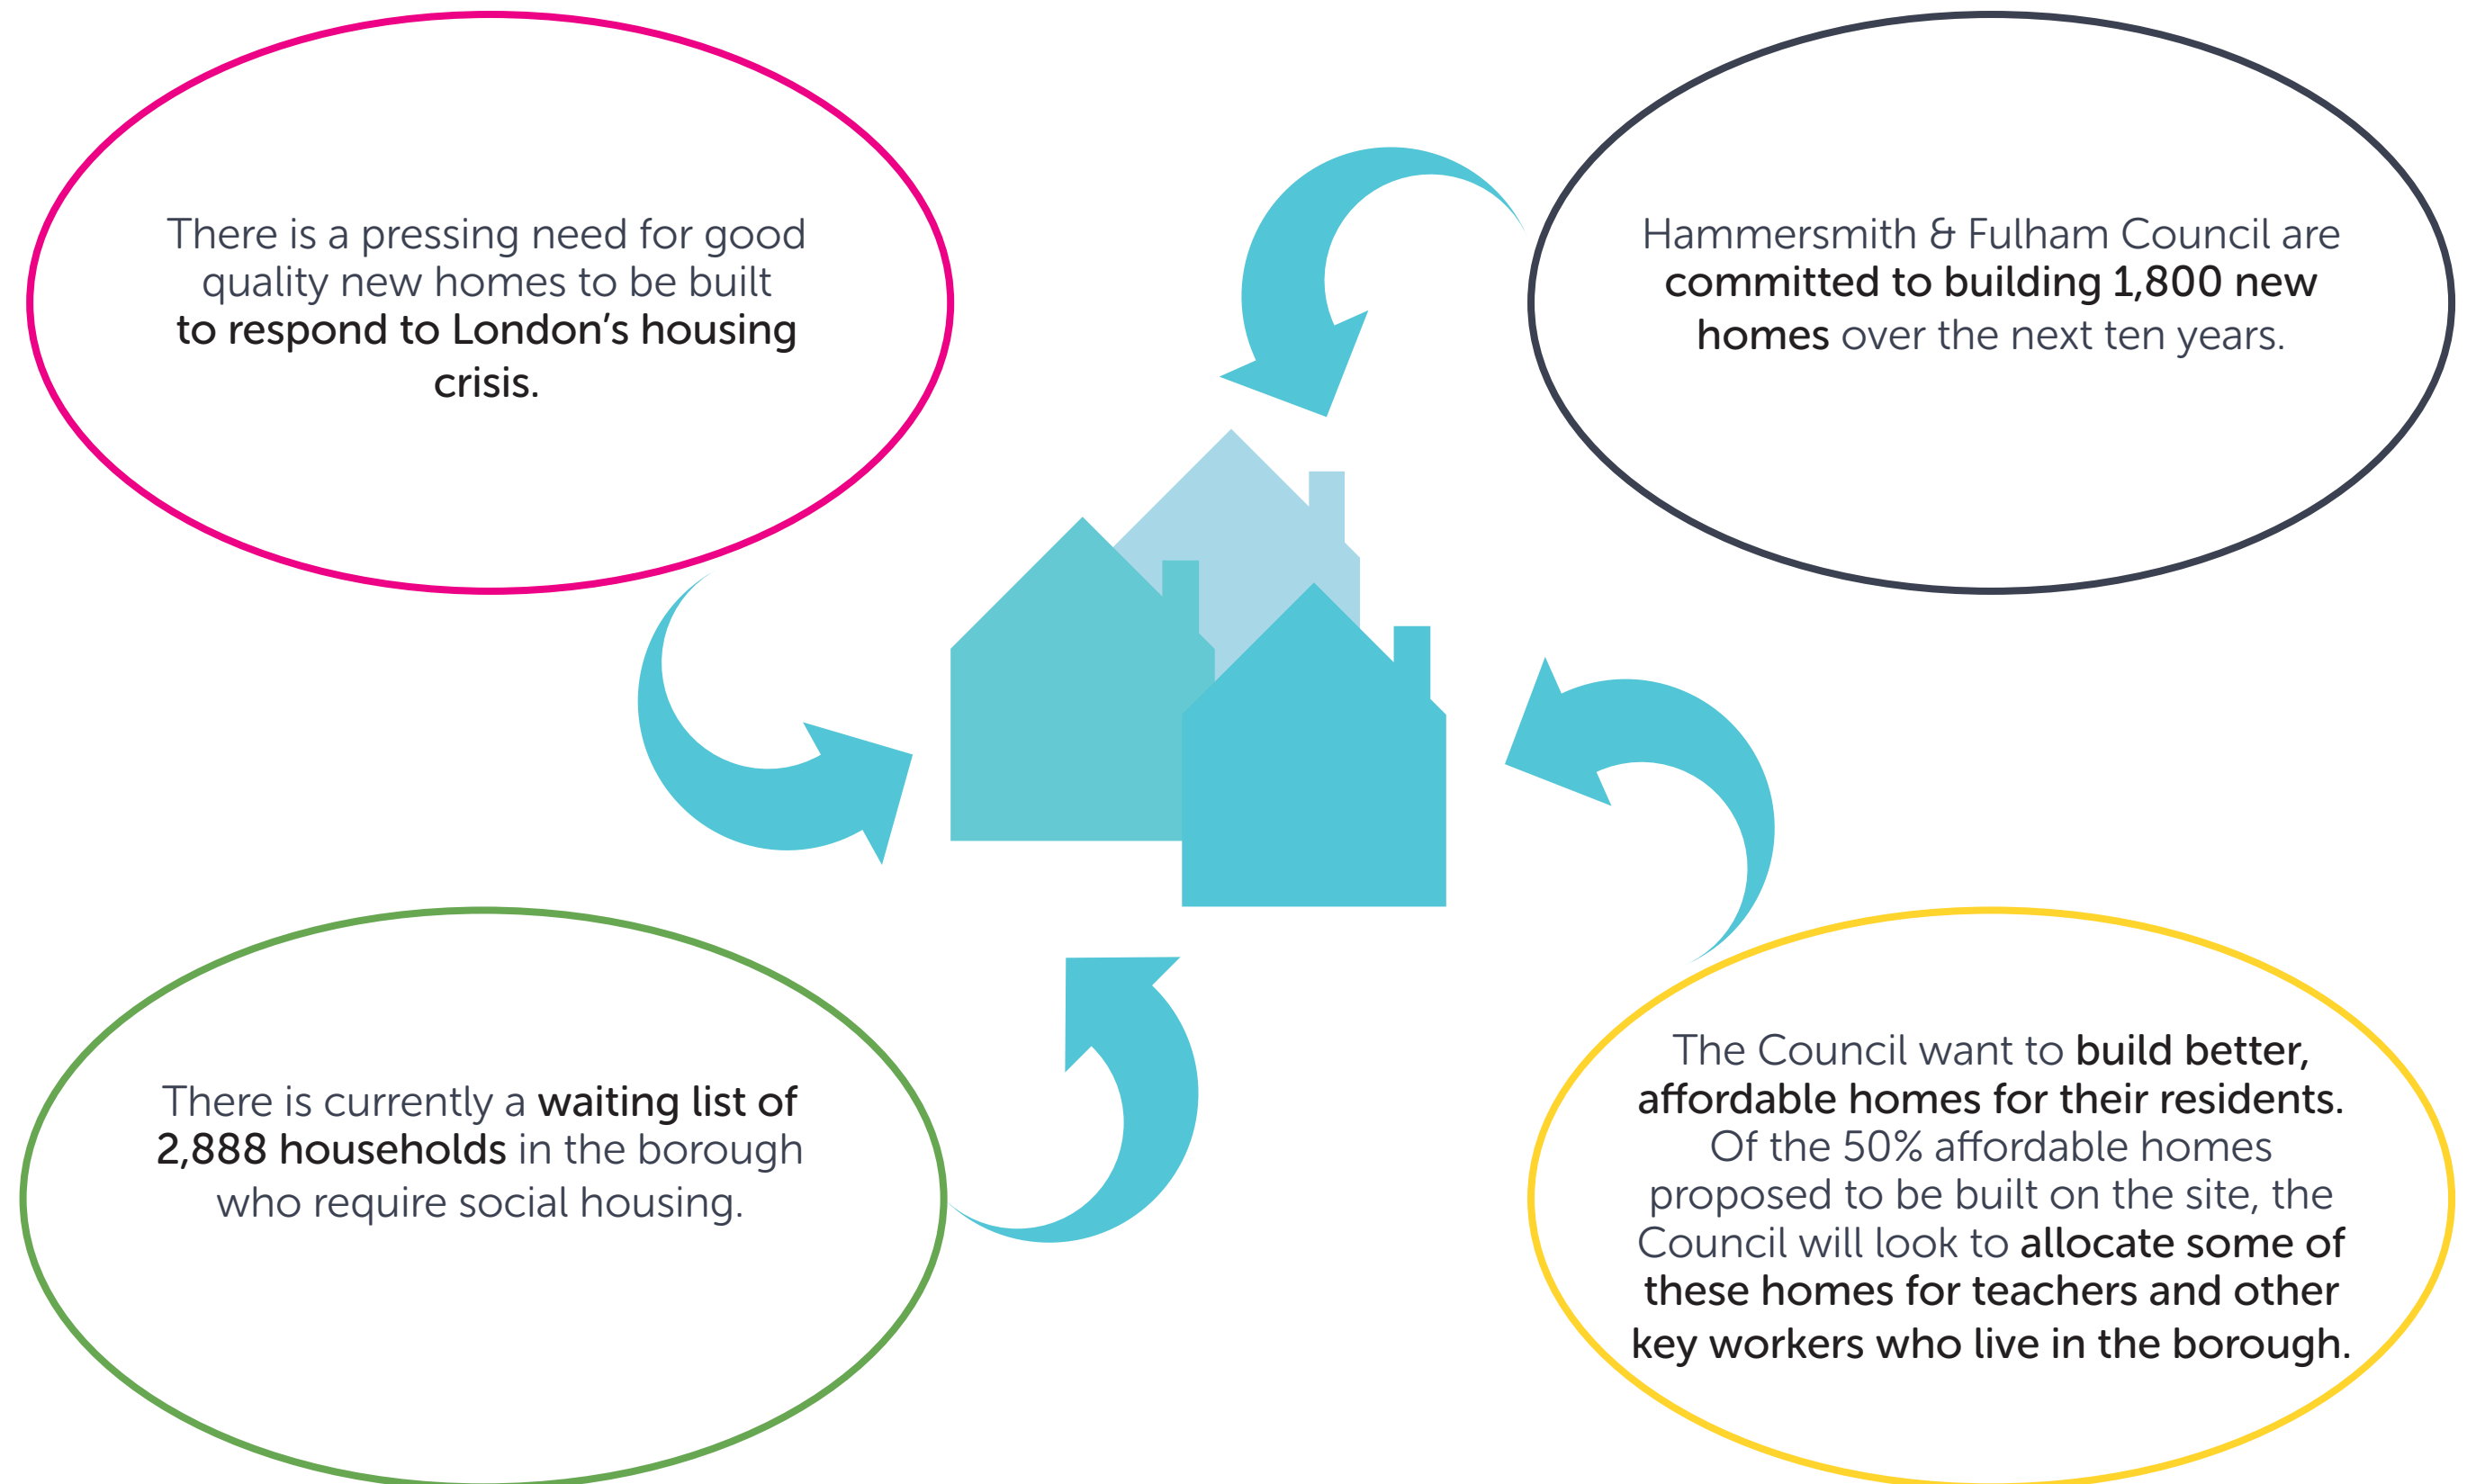 There is a pressing need for good
quality new homes to be built
to respond to London’s housing
crisis.
Hammersmith & Fulham Council are
committed to building 1,800 new
homes over the next ten years.
There is currently a waiting list of
2,888 households in the borough
who require social housing.
The Council want to build better,
affordable homes for their residents.
Of the 50% affordable homes
proposed to be built on the site, the
Council will look to allocate some of
these homes for teachers and other
key workers who live in the borough.